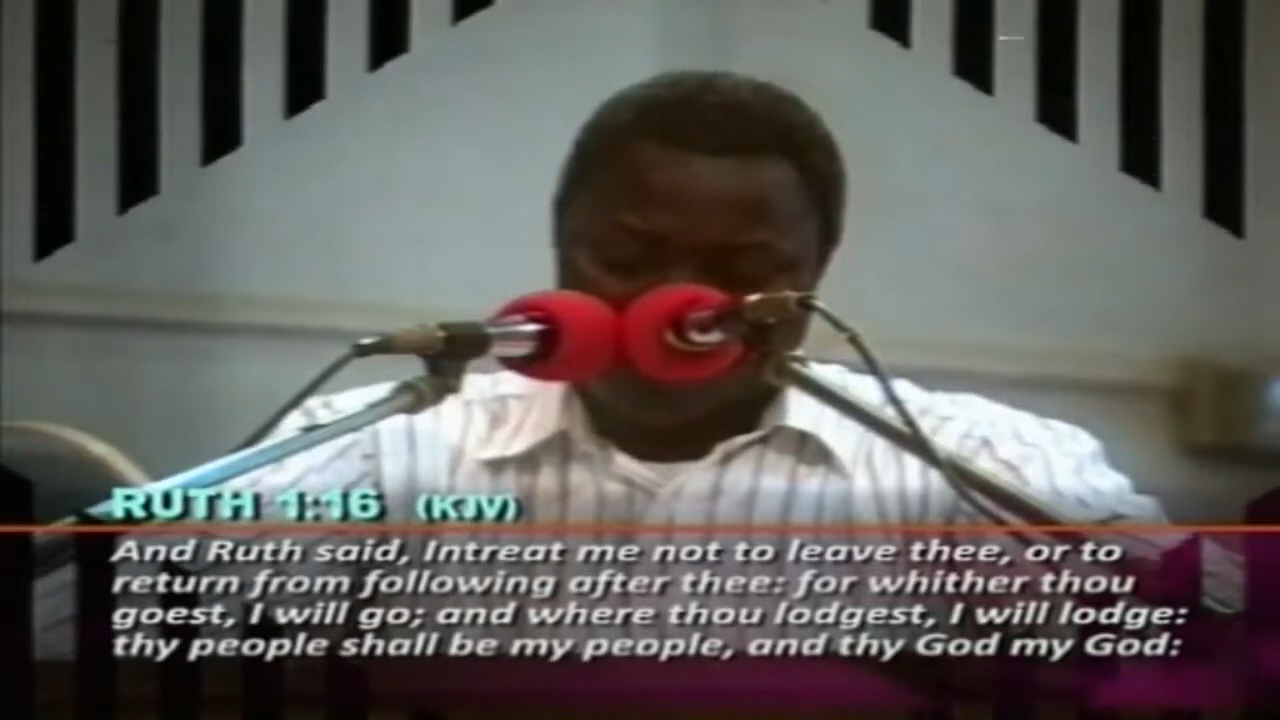 RUTH 1:16 (KJV)
And Ruth said, Intreat me not to leave thee, or to
return from following after thee: for whither thou
goest, I will go; and where thou lodgest, I will lodge:
thy people shall be my people, and thy God my God: